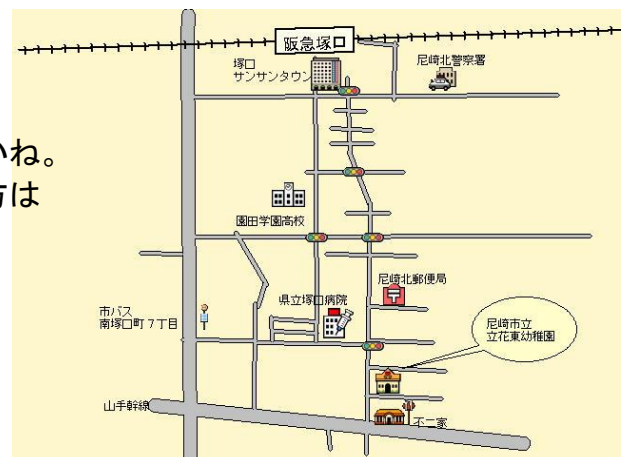 阪急塚口
塚口
サンサンタウン
尼崎北警察署
いね。
方は
園田学園高校
尼崎北郵便局
県立塚口病院
市バス
南塚口町7丁目
尼崎市立
立花東幼稚園
山手幹線
不二家